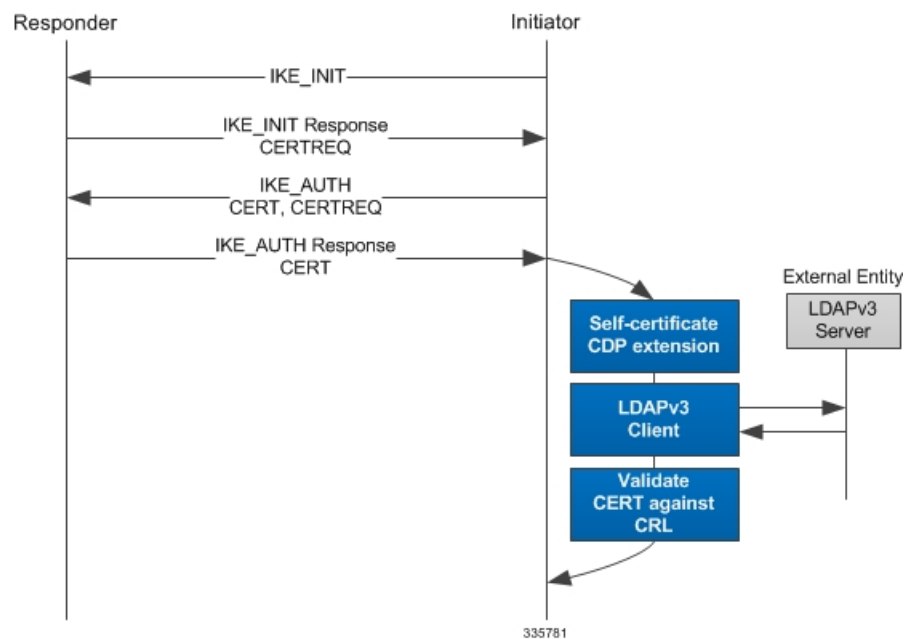 Responder
Initiator
IKE_INIT
IKE_INIT Response
CERTREQ
IKE_AUTH
CERT, CERTREQ
IKE_AUTH Response
CERT
External Entity
LDAPv3
Server
Self-certificate
CDP extension
LDAPv3
Client
Validate
CERT against
CRL
335781